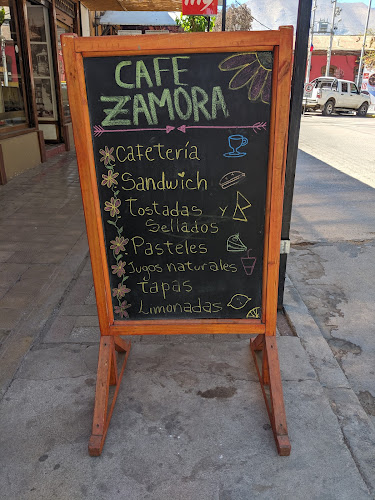 CAFE
ZAMORA
Cafetería
Sandwich
Tostadas y
Sellados
Pasteles
Jugos naturales
tapas
Limonadas